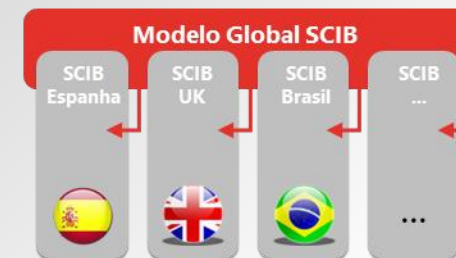 Modelo Global SCIB
SCIB
Espanha
SCIB
UK
SCIB
Brasil
SCIB
...
...